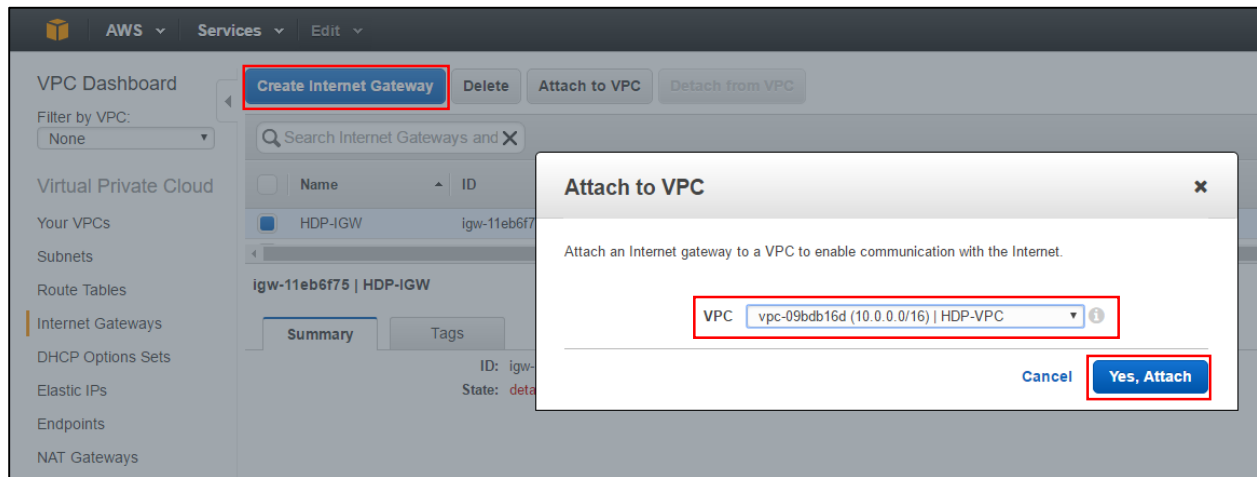 AWS Services Edit
VPC Dashboard
Filter by VPC:
None
Virtual Private Cloud
Your VPCs
Subnets
Route Tables
Internet Gateways
DHCP Options Sets
Elastic IPs
Endpoints
NAT Gateways
Create Internet Gateway Delete Attach to VPC Detach from VPC
Search Internet Gateways and
Name ID
HDP-IGW igw-11eb6f7
igw-11eb6f75 | HDP-IGW
Summary Tags
ID: igw-
State: deta
Attach to VPC
Attach an Internet gateway to a VPC to enable communication with the Internet.
VPC vpc-09bdb16d (10.0.0.0/16) | HDP-VPC
Cancel Yes, Attach